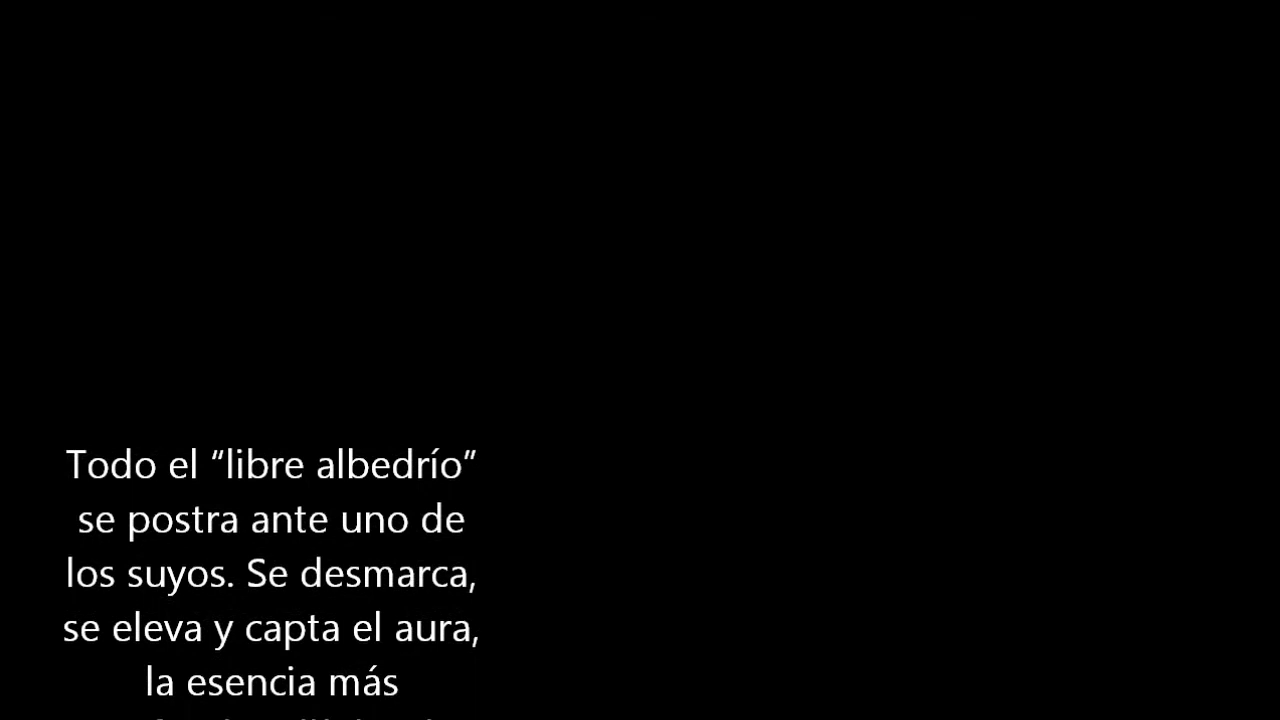 Todo el “libre albedrío”
se postra ante uno de
los suyos. Se desmarca,
se eleva y capta el aura,
la esencia más